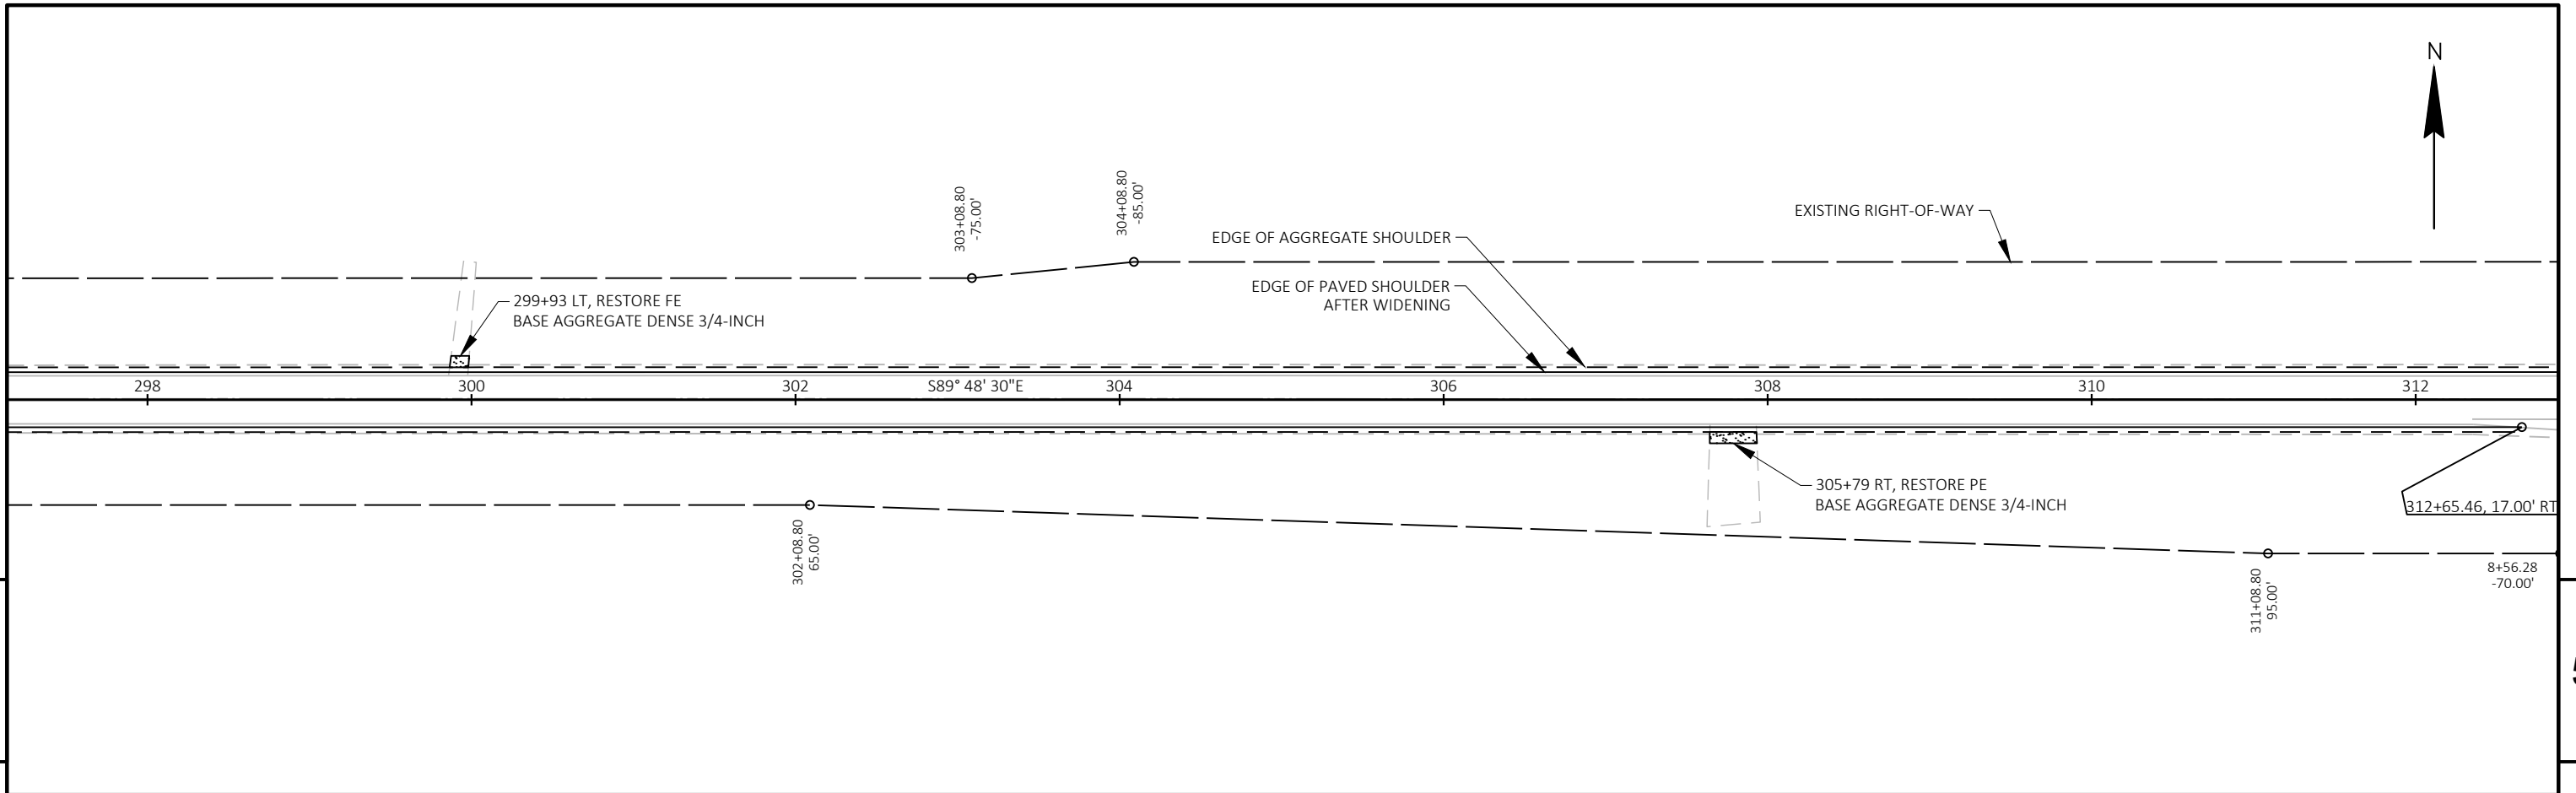 N
303+08.80
-75.00'
304+08.80
-85.00'
EXISTING RIGHT-OF-WAY
EDGE OF AGGREGATE SHOULDER
EDGE OF PAVED SHOULDER
AFTER WIDENING
299+93 LT, RESTORE FE
BASE AGGREGATE DENSE 3/4-INCH
298
300
302
S89° 48' 30"E
304
306
308
310
312
305+79 RT, RESTORE PE
BASE AGGREGATE DENSE 3/4-INCH
312+65.46, 17.00' RT
302+08.80
65.00'
311+08.80
95.00'
8+56.28
-70.00'